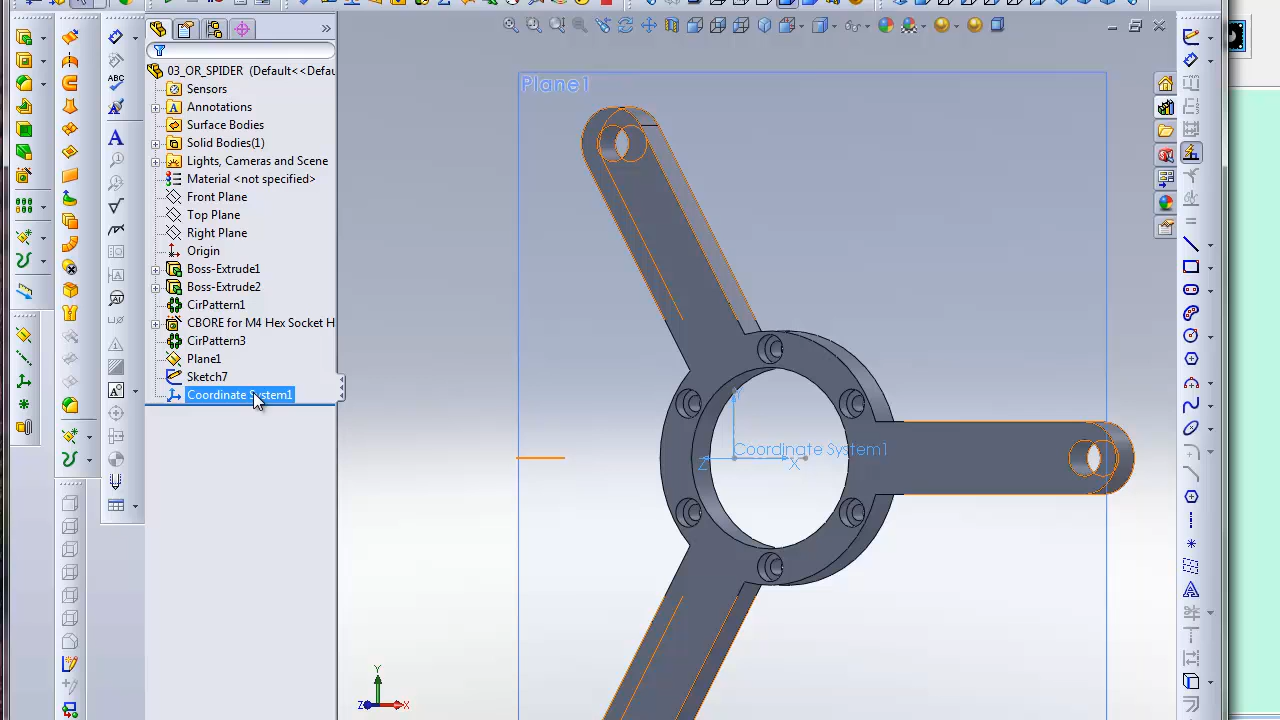 03_OR_SPIDER (Default<<Defau
Sensors
Annotations
Surface Bodies
Solid Bodies(1)
Lights, Cameras and Scene
Material <not specified>
Front Plane
Top Plane
Right Plane
Origin
Boss-Extrude1
Boss-Extrude2
CirPattern1
CBORE for M4 Hex Socket H
CirPattern3
Plane1
Sketch7
Coordinate System1
ABC
Plane1
Y
Coordinate System1
Z X
Y
Z X